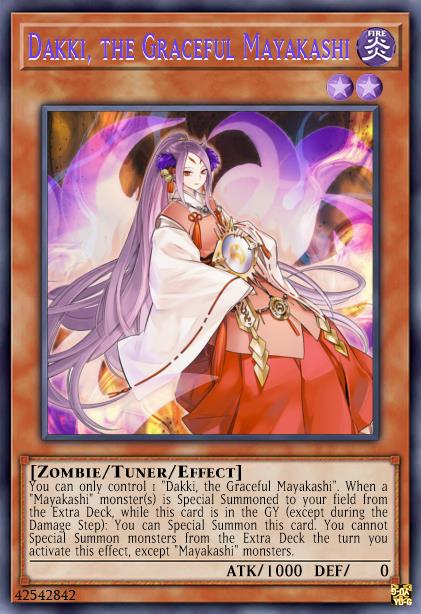 DAKKI, THE GRACEFUL MAYAKASHI
FIRE
炎
[ZOMBIE/TUNER/EFFECT]
You can only control 1 "Dakki, the Graceful Mayakashi". When a
"Mayakashi" monster(s) is Special Summoned to your field from
the Extra Deck, while this card is in the GY (except during the
Damage Step): You can Special Summon this card. You cannot
Special Summon monsters from the Extra Deck the turn you
activate this effect, except "Mayakashi" monsters.
ATK/1000 DEF/ 0
42542842